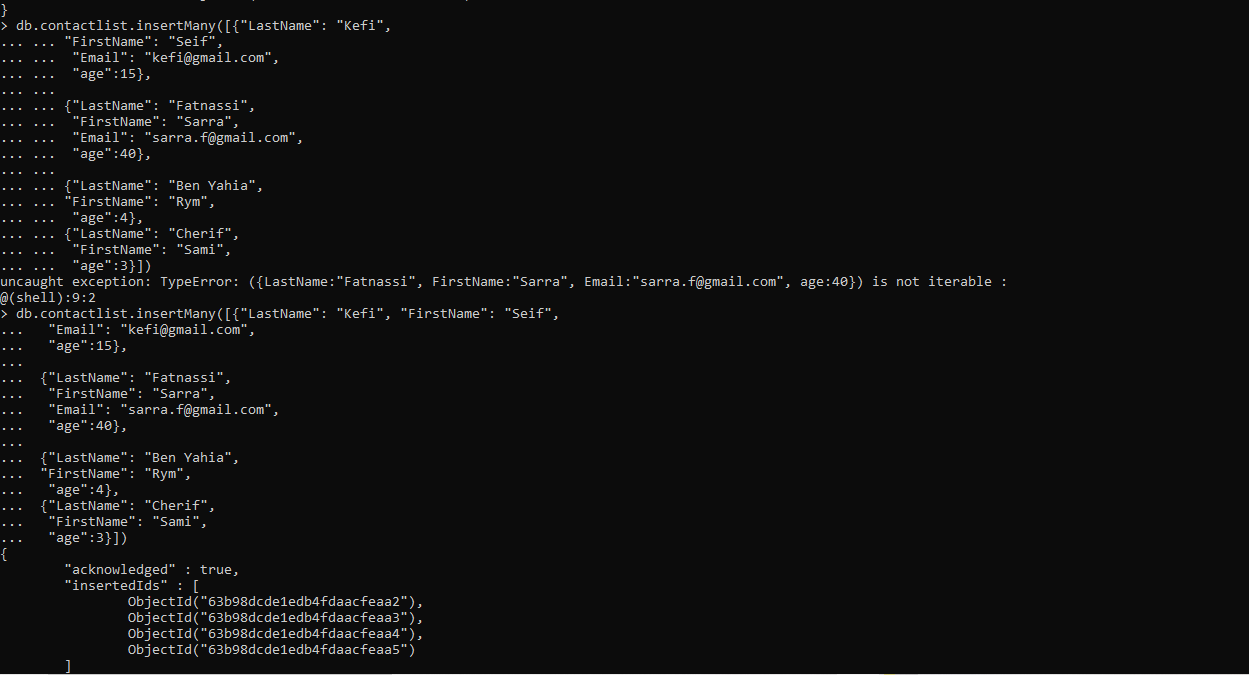 }
> db.contactlist.insertMany([{"LastName": "Kefi",
... ... "FirstName": "Seif",
... ...  "Email": "kefi@gmail.com",
... ...  "age":15},
... ...
... ... {"LastName": "Fatnassi",
... ...  "FirstName": "Sarra",
... ...  "Email": "sarra.f@gmail.com",
... ...  "age":40},
... ...
... ... {"LastName": "Ben Yahia",
... ... "FirstName": "Rym",
... ...  "age":4},
... ... {"LastName": "Cherif",
... ...  "FirstName": "Sami",
... ...  "age":3}])
uncaught exception: TypeError: ({LastName:"Fatnassi", FirstName:"Sarra", Email:"sarra.f@gmail.com", age:40}) is not iterable :
@(shell):9:2
> db.contactlist.insertMany([{"LastName": "Kefi", "FirstName": "Seif",
...   "Email": "kefi@gmail.com",
...   "age":15},
...
...  {"LastName": "Fatnassi",
...   "FirstName": "Sarra",
...   "Email": "sarra.f@gmail.com",
...   "age":40},
...
...  {"LastName": "Ben Yahia",
...  "FirstName": "Rym",
...   "age":4},
...  {"LastName": "Cherif",
...   "FirstName": "Sami",
...   "age":3}])
{
        "acknowledged" : true,
        "insertedIds" : [
                ObjectId("63b98dcde1edb4fdaacfeaa2"),
                ObjectId("63b98dcde1edb4fdaacfeaa3"),
                ObjectId("63b98dcde1edb4fdaacfeaa4"),
                ObjectId("63b98dcde1edb4fdaacfeaa5")
        ]